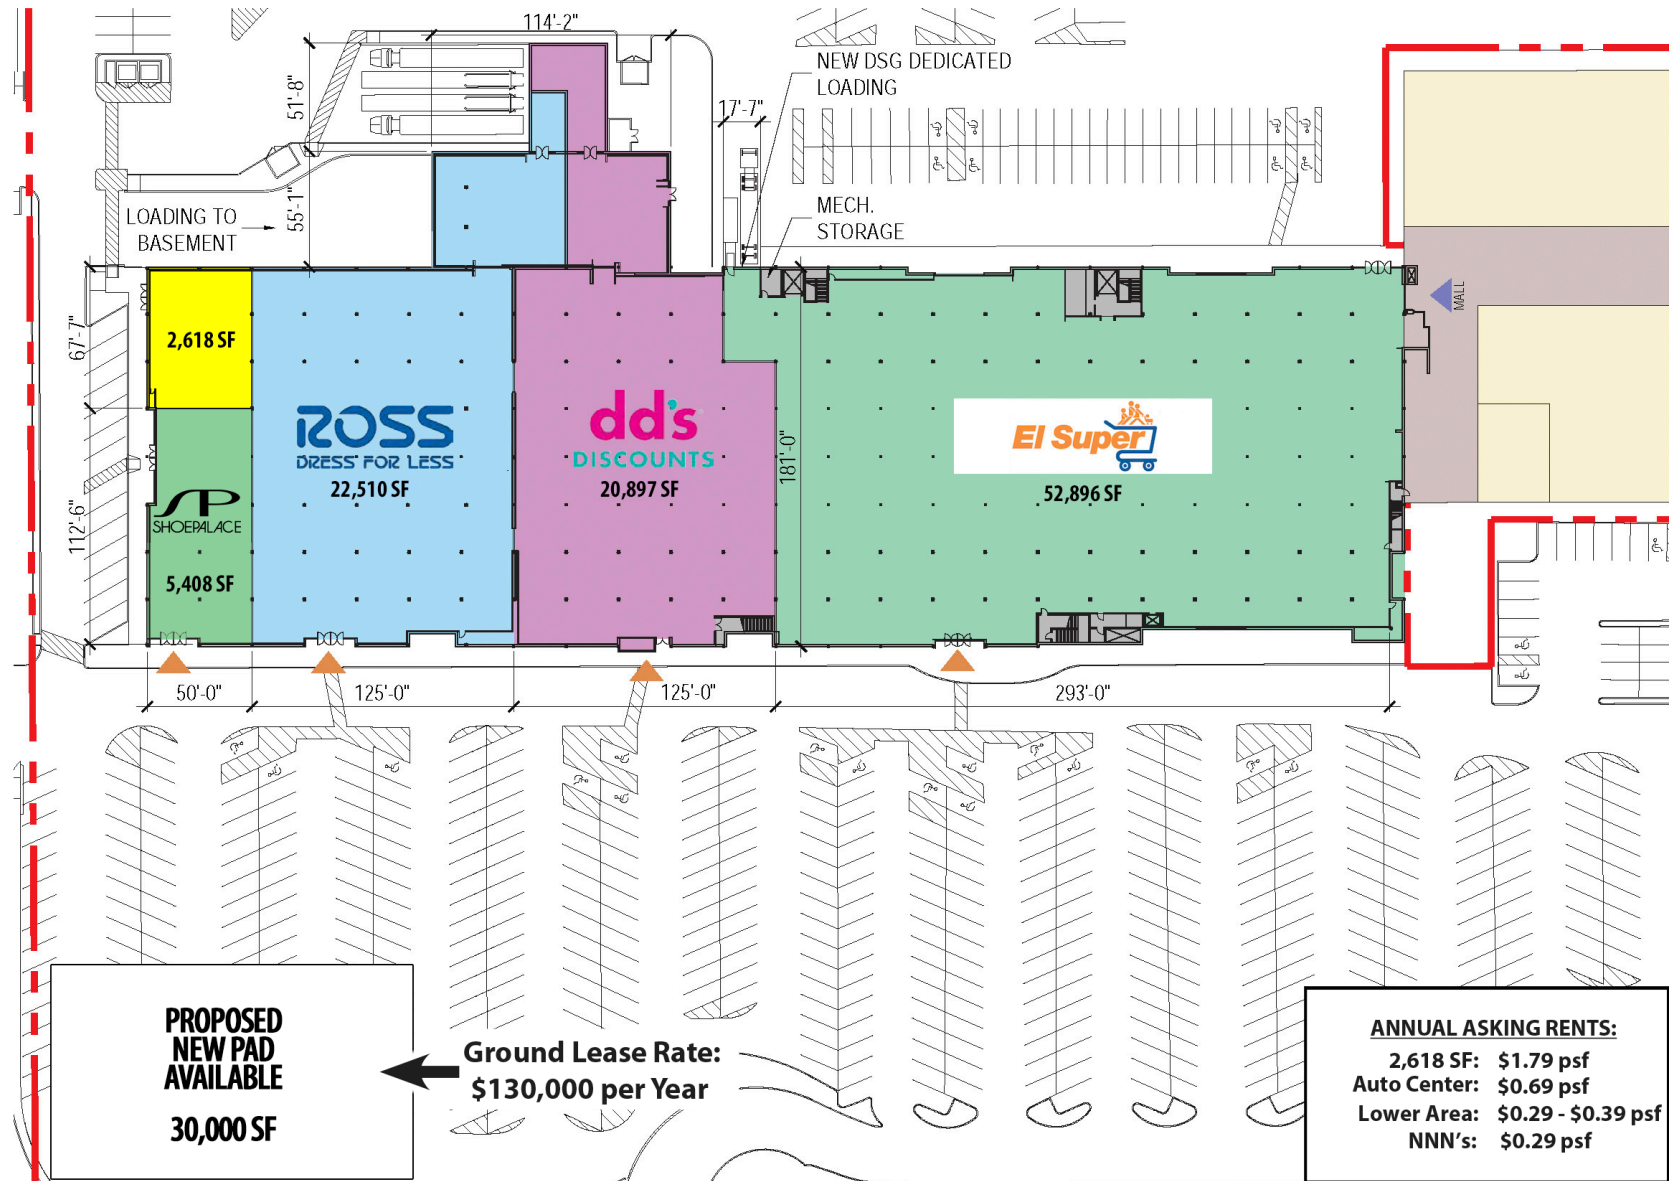 114'-2"
NEW DSG DEDICATED
LOADING
51'-8"
17'-7"
LOADING TO
BASEMENT
55'-1"
MECH.
STORAGE
MALL
67'-7"
2,618 SF
ROSS
DRESS FOR LESS
22,510 SF
dd's
DISCOUNTS
20,897 SF
181'-0"
El Super
52,896 SF
112'-6"
SP
SHOEPALACE
5,408 SF
50'-0"
125'-0"
125'-0"
293'-0"
PROPOSED
NEW PAD
AVAILABLE
30,000 SF
Ground Lease Rate:
$130,000 per Year
ANNUAL ASKING RENTS:
2,618 SF: $1.79 psf
Auto Center: $0.69 psf
Lower Area: $0.29 - $0.39 psf
NNN's: $0.29 psf